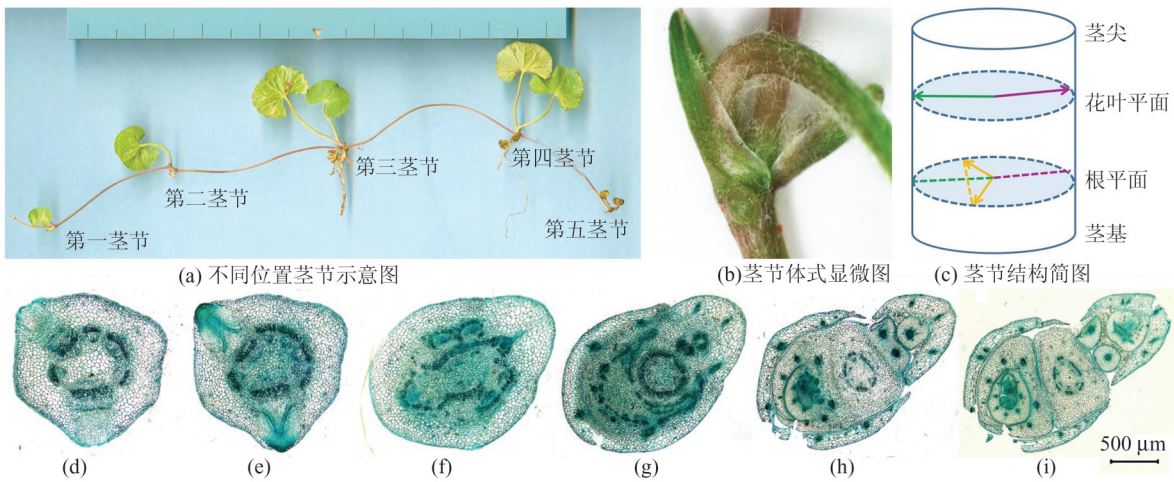 茎尖
花叶平面
根平面
茎基
第一茎节
第二茎节
第三茎节
第四茎节
第五茎节
(a) 不同位置茎节示意图
(b)茎节体式显微图
(c) 茎节结构简图
(d)
(e)
(f)
(g)
(h)
(i)
500 μm